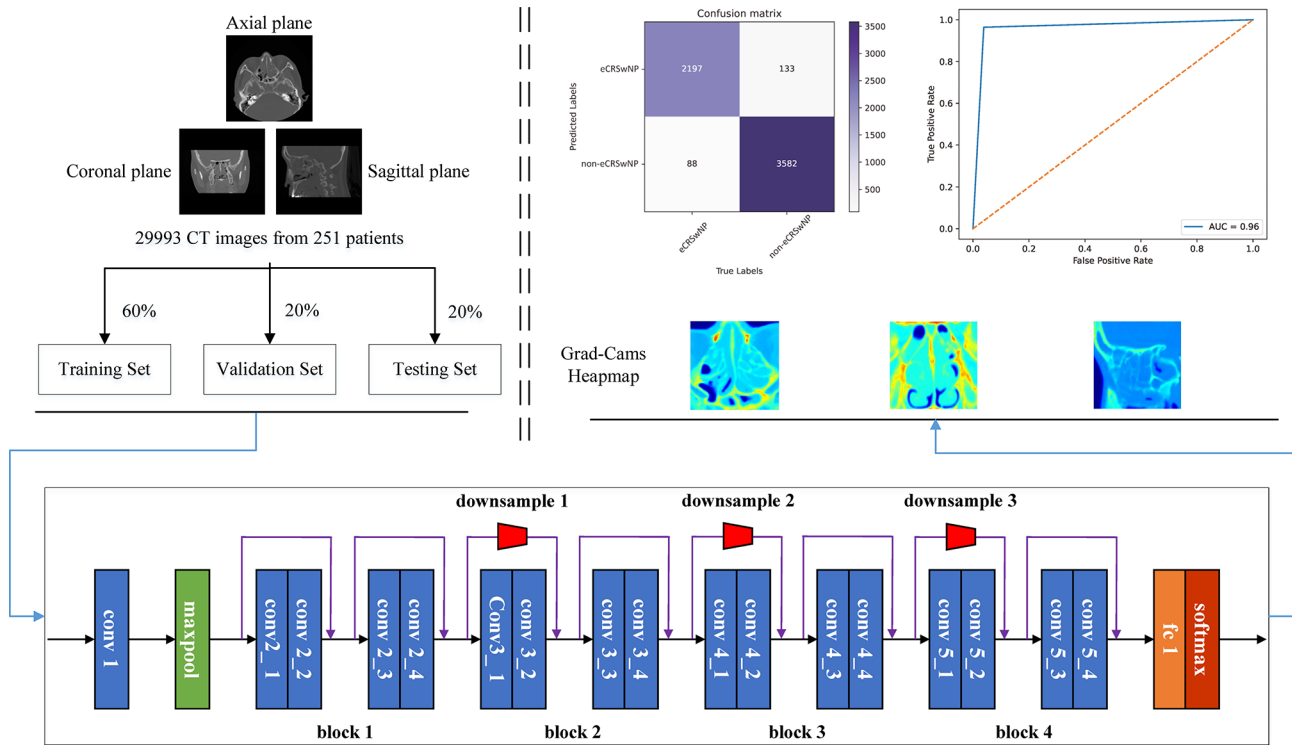 Axial plane
Coronal plane
Sagittal plane
29993 CT images from 251 patients
60%
20%
20%
Training Set
Validation Set
Testing Set
Confusion matrix
Predicted Labels
eCRSwNP
non-eCRSwNP
2197
133
88
3582
eCRSwNP
non-eCRSwNP
True Labels
3500
3000
2500
2000
1500
1000
500
True Positive Rate
1.0
0.8
0.6
0.4
0.2
0.0
AUC = 0.96
0.0
0.2
0.4
0.6
0.8
1.0
False Positive Rate
Grad-Cams
Heapmap
downsample 1
downsample 2
downsample 3
conv 1
maxpool
conv2_1
conv 2_2
conv 2_3
conv 2_4
Conv3_1
conv 3_2
conv 3_3
conv 3_4
conv 4_1
conv 4_2
conv 4_3
conv 4_4
conv 5_1
conv 5_2
conv 5_3
conv 5_4
fc 1
softmax
block 1
block 2
block 3
block 4